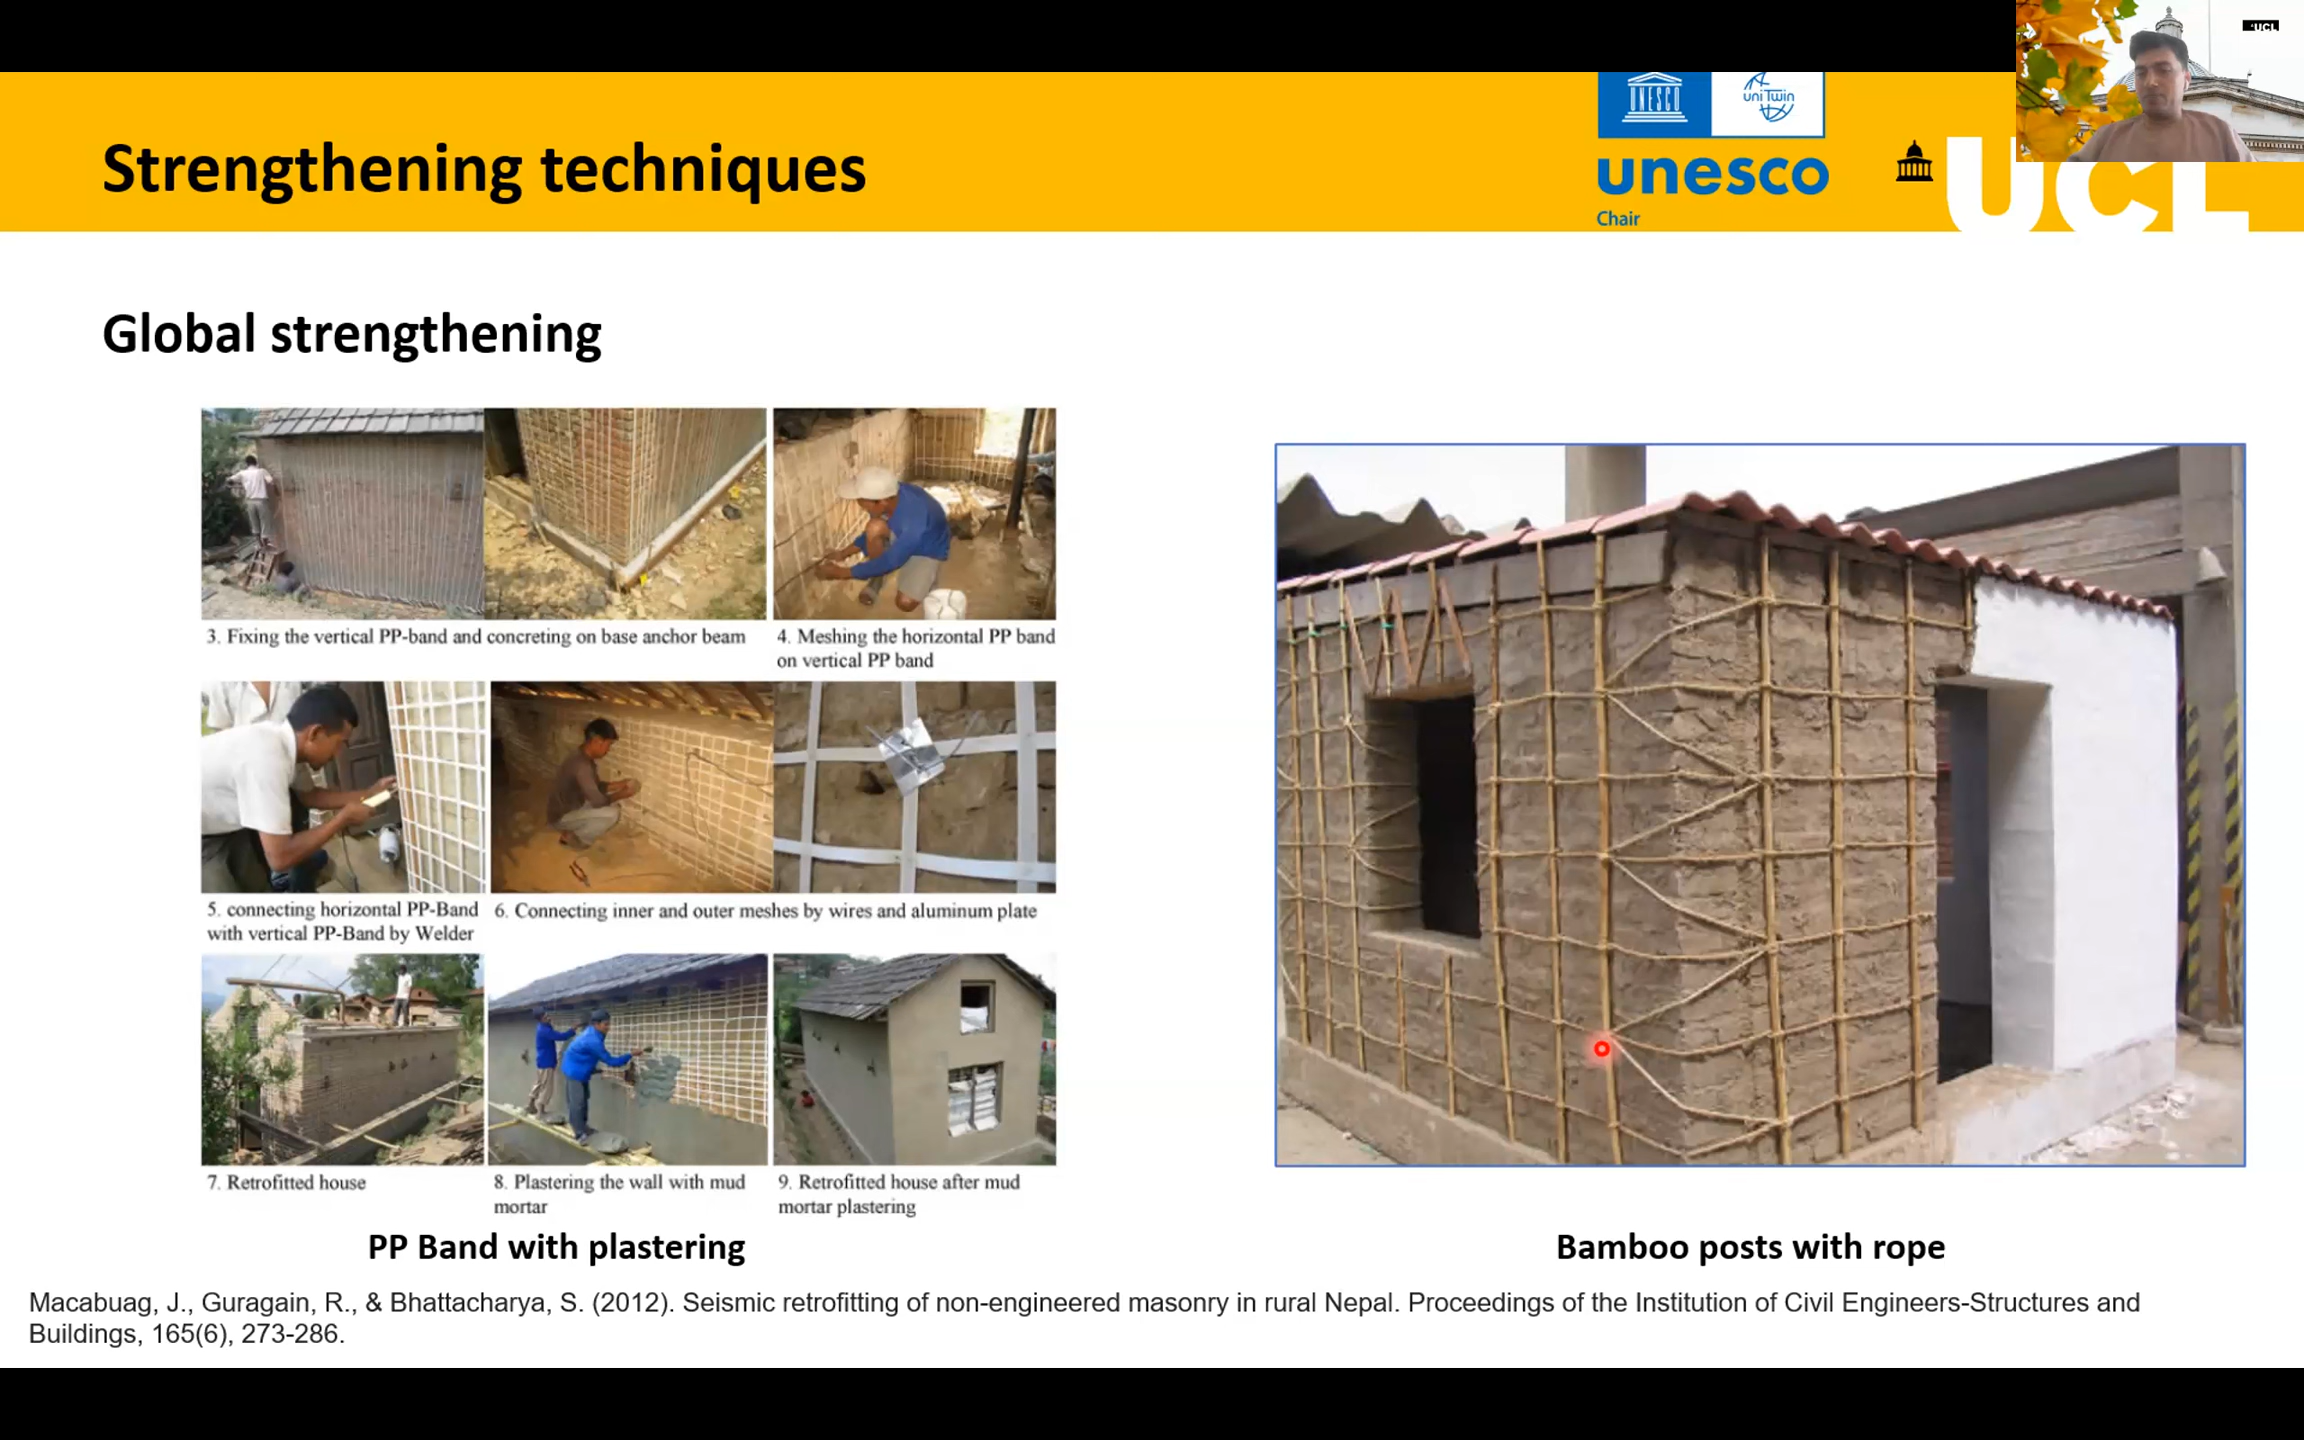 UCL
UNESCO
uni Twin
unesco
Chair
UCL
Strengthening techniques
Global strengthening
3. Fixing the vertical PP-band and concreting on base anchor beam
4. Meshing the horizontal PP band
on vertical PP band
5. connecting horizontal PP-Band
with vertical PP-Band by Welder
6. Connecting inner and outer meshes by wires and aluminum plate
7. Retrofitted house
8. Plastering the wall with mud
mortar
9. Retrofitted house after mud
mortar plastering
PP Band with plastering
Bamboo posts with rope
Macabuag, J., Guragain, R., & Bhattacharya, S. (2012). Seismic retrofitting of non-engineered masonry in rural Nepal. Proceedings of the Institution of Civil Engineers-Structures and
Buildings, 165(6), 273-286.